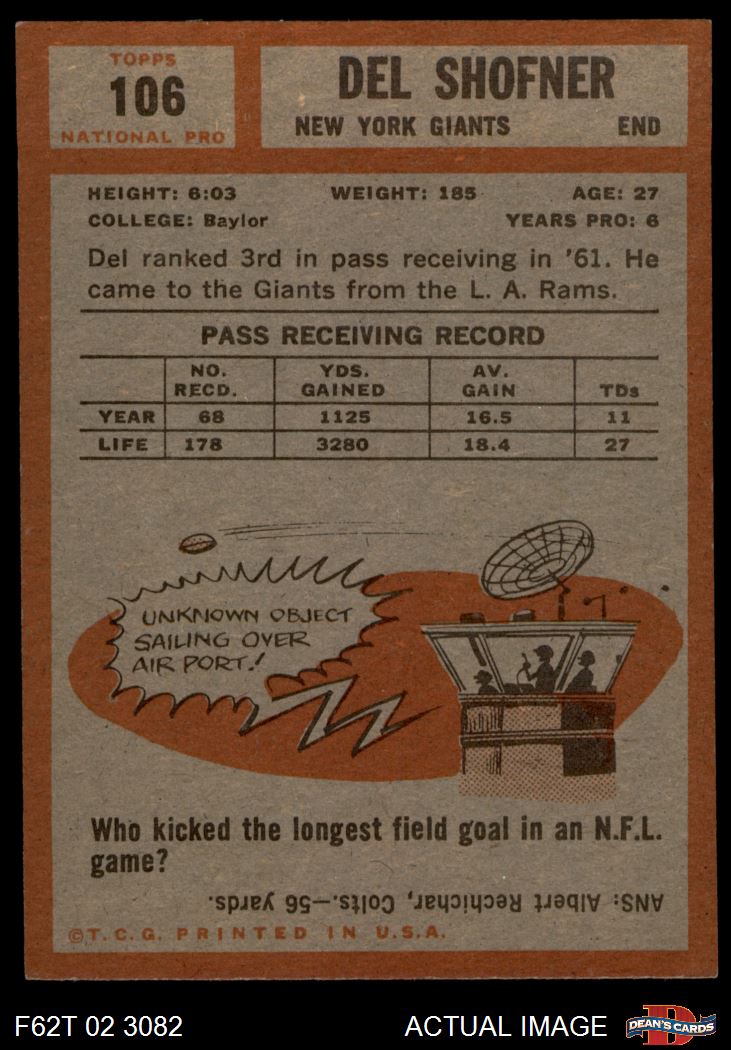 TOPPS
106
NATIONAL PRO
DEL SHOFNER
NEW YORK GIANTS END
HEIGHT: 6:03 WEIGHT: 185 AGE: 27
COLLEGE: Baylor YEARS PRO: 6
Del ranked 3rd in pass receiving in '61. He
came to the Giants from the L. A. Rams.
PASS RECEIVING RECORD
NO. RECD. YDS. GAINED AV. GAIN TDs
YEAR 68 1125 16.5 11
LIFE 178 3280 18.4 27
UNKNOWN OBJECT
SAILING OVER
AIR PORT!
Who kicked the longest field goal in an N.F.L.
game?
ANS: Albert Rechichar, Colts.—56 yards.
©T.C.G. PRINTED IN U.S.A.
F62T 02 3082 ACTUAL IMAGE
D
DEAN'S CARDS